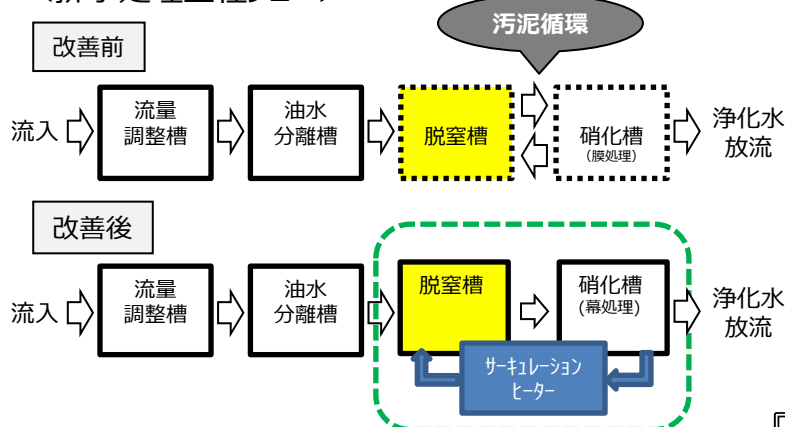 汚泥循環
改善前
流入
流量
調整槽
油水
分離槽
脱窒槽
硝化槽
(膜処理)
浄化水
放流
改善後
流入
流量
調整槽
油水
分離槽
脱窒槽
硝化槽
(幕処理)
浄化水
放流
ｻｰｷｭﾚｰｼｮﾝ
ﾋｰﾀｰ